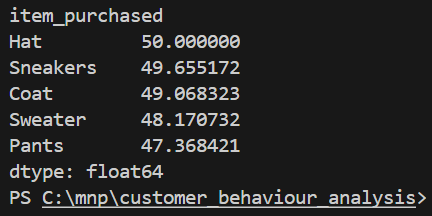 item_purchased
Hat         50.000000
Sneakers    49.655172
Coat        49.068323
Sweater     48.170732
Pants       47.368421
dtype: float64
PS C:\mnp\customer_behaviour_analysis>